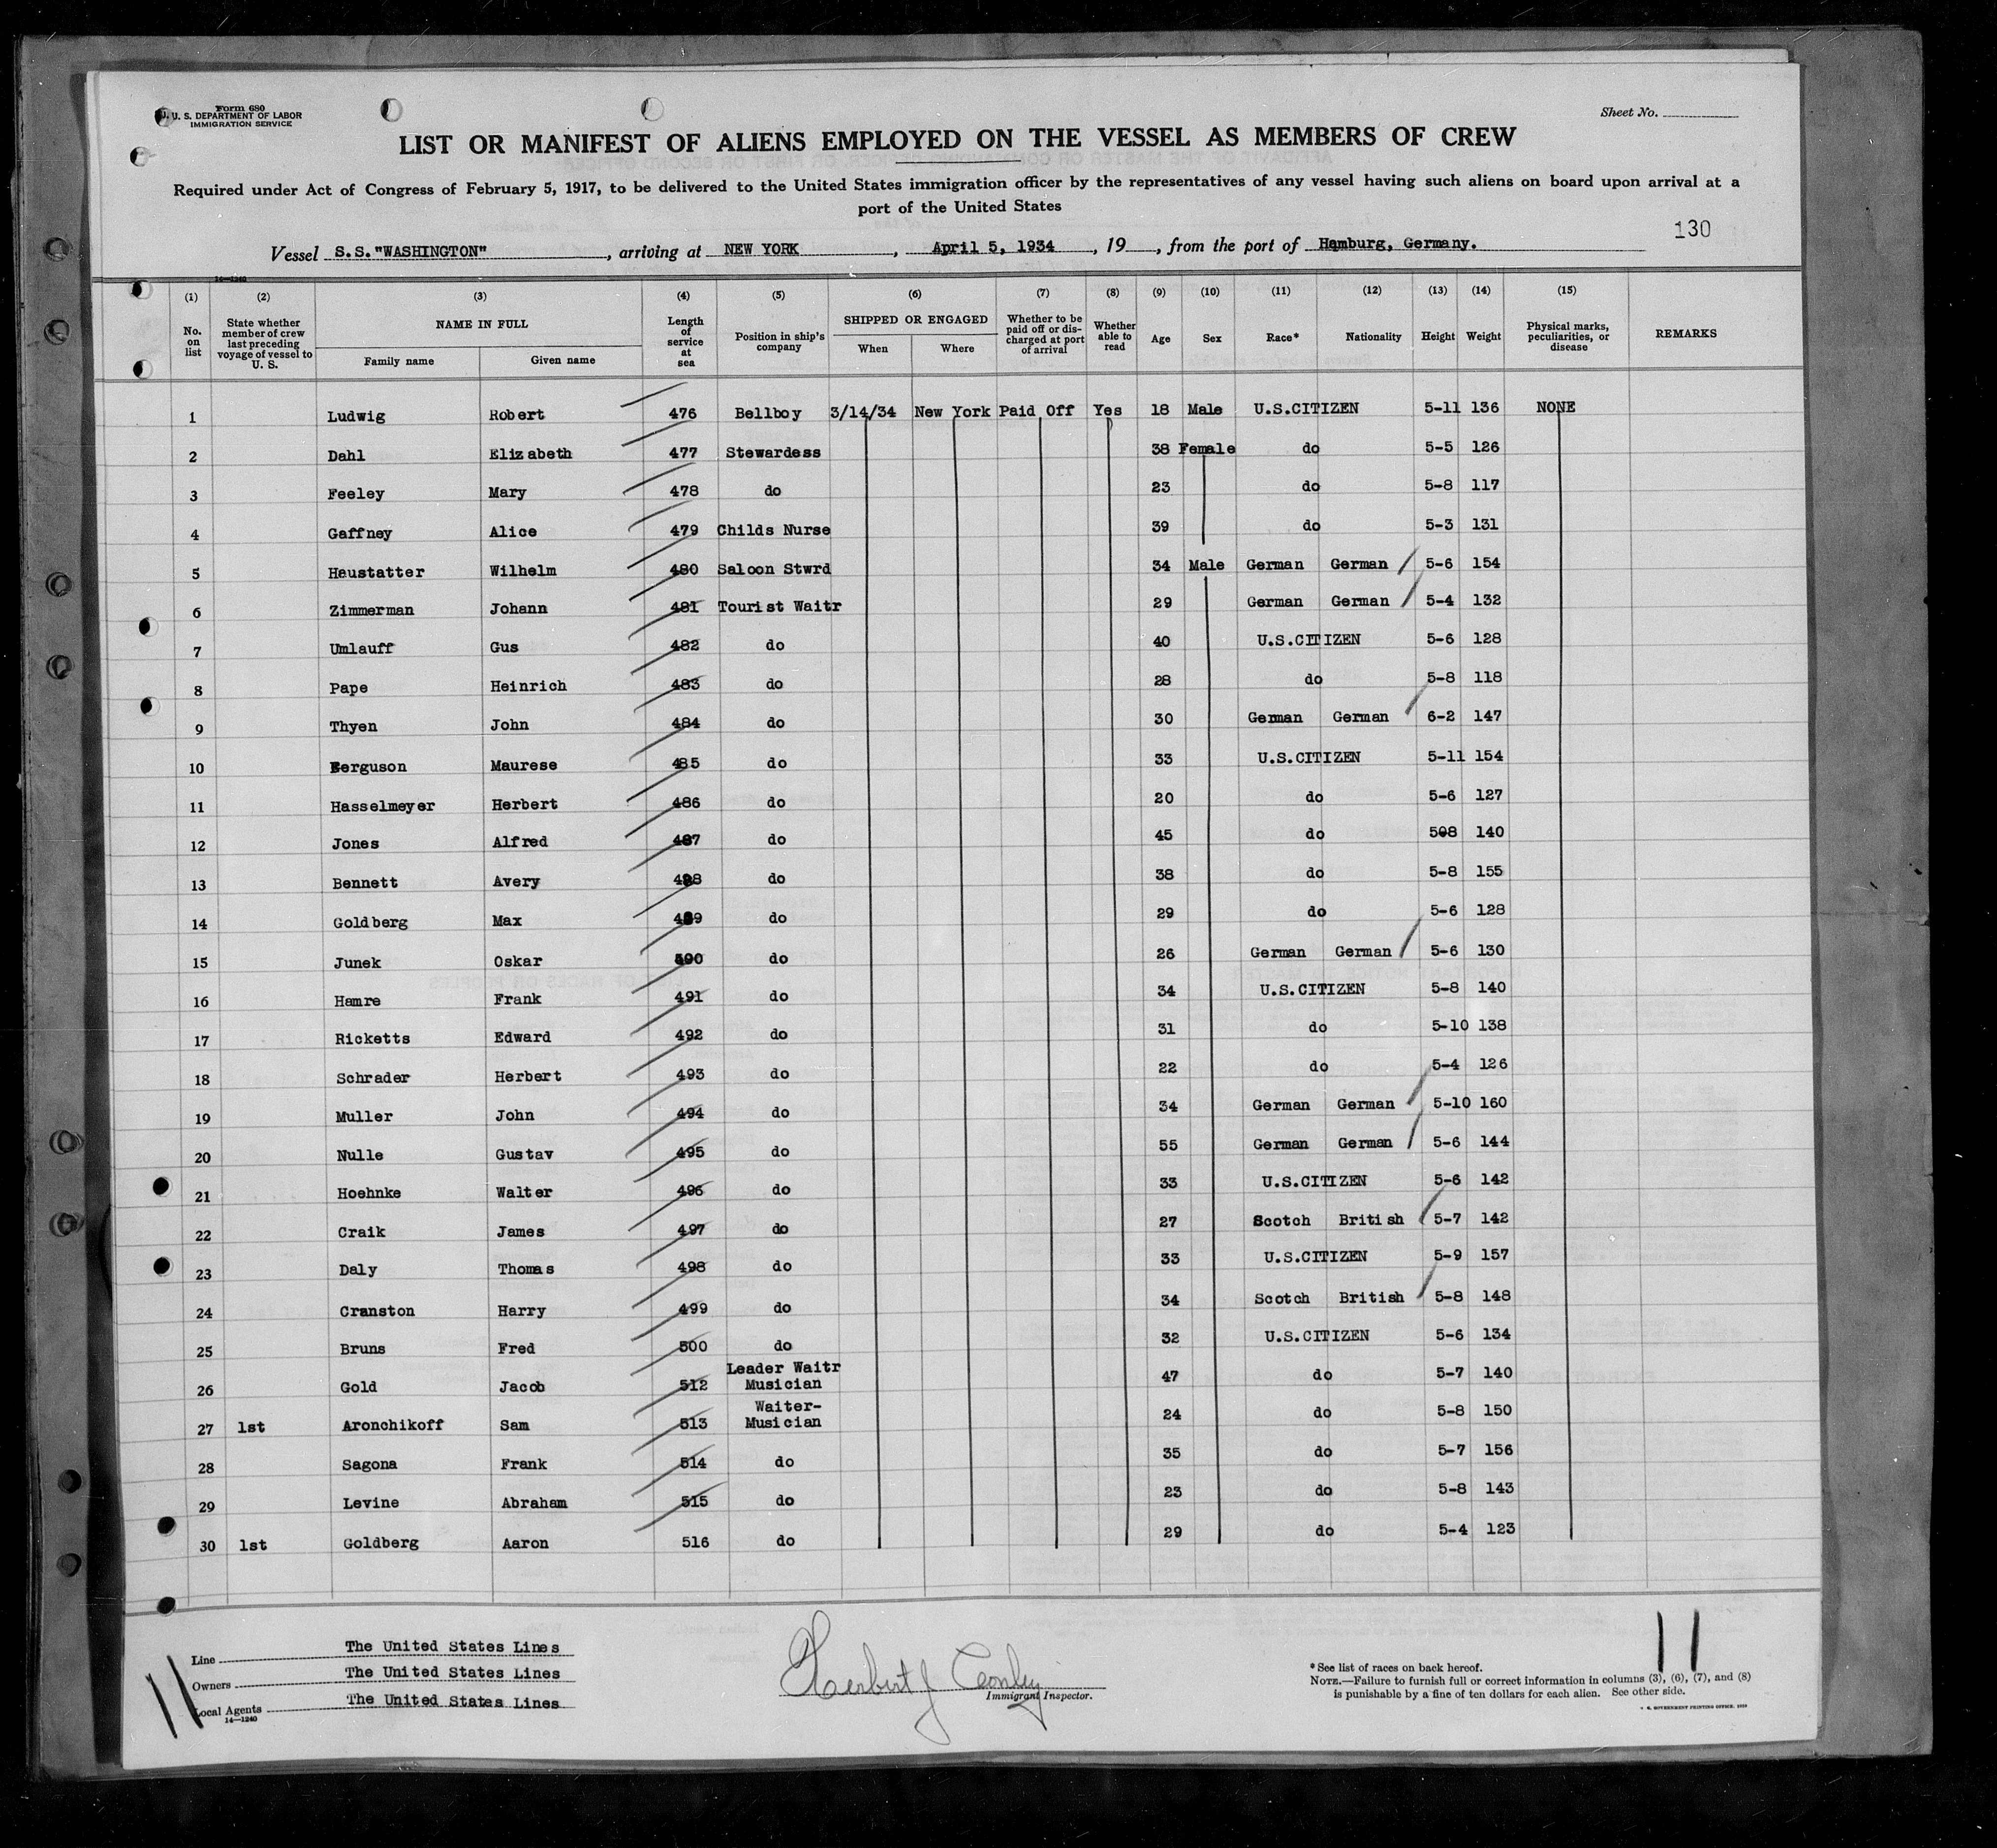 Form 680
U. S. DEPARTMENT OF LABOR
IMMIGRATION SERVICE
Sheet No.
LIST OR MANIFEST OF ALIENS EMPLOYED ON THE VESSEL AS MEMBERS OF CREW
Required under Act of Congress of February 5, 1917, to be delivered to the United States immigration officer by the representatives of any vessel having such aliens on board upon arrival at a
port of the United States
130
Vessel S.S."WASHINGTON" , arriving at NEW YORK , April 5, 1934 , 19 , from the port of Hamburg, Germany.
14—1240
(1) (2) (3) (4) (5) (6) (7) (8) (9) (10) (11) (12) (13) (14) (15)
No. on list State whether member of crew last preceding voyage of vessel to U. S. NAME IN FULL Family name Given name Length of service at sea Position in ship's company SHIPPED OR ENGAGED When Where Whether to be paid off or discharged at port of arrival Whether able to read Age Sex Race* Nationality Height Weight Physical marks, peculiarities, or disease REMARKS
1 Ludwig Robert 476 Bellboy 3/14/34 New York Paid Off Yes 18 Male U.S.CITIZEN 5-11 136 NONE
2 Dahl Elizabeth 477 Stewardess 38 Female do 5-5 126
3 Feeley Mary 478 do 23 do 5-8 117
4 Gaffney Alice 479 Childs Nurse 39 do 5-3 131
5 Heustatter Wilhelm 480 Saloon Stwrd 34 Male German German 5-6 154
6 Zimmerman Johann 481 Tourist Waitr 29 German German 5-4 132
7 Umlauff Gus 482 do 40 U.S.CITIZEN 5-6 128
8 Pape Heinrich 483 do 28 do 5-8 118
9 Thyen John 484 do 30 German German 6-2 147
10 Ferguson Maurese 485 do 33 U.S.CITIZEN 5-11 154
11 Hasselmeyer Herbert 486 do 20 do 5-6 127
12 Jones Alfred 487 do 45 do 508 140
13 Bennett Avery 488 do 38 do 5-8 155
14 Goldberg Max 489 do 29 do 5-6 128
15 Junek Oskar 490 do 26 German German 5-6 130
16 Hamre Frank 491 do 34 U.S.CITIZEN 5-8 140
17 Ricketts Edward 492 do 31 do 5-10 138
18 Schrader Herbert 493 do 22 do 5-4 126
19 Muller John 494 do 34 German German 5-10 160
20 Nulle Gustav 495 do 55 German German 5-6 144
21 Hoehnke Walter 496 do 33 U.S.CITIZEN 5-6 142
22 Craik James 497 do 27 Scotch British 5-7 142
23 Daly Thomas 498 do 33 U.S.CITIZEN 5-9 157
24 Cranston Harry 499 do 34 Scotch British 5-8 148
25 Bruns Fred 500 do 32 U.S.CITIZEN 5-6 134
26 Gold Jacob 512 Leader Waitr Musician 47 do 5-7 140
27 1st Aronchikoff Sam 513 Waiter-Musician 24 do 5-8 150
28 Sagona Frank 514 do 35 do 5-7 156
29 Levine Abraham 515 do 23 do 5-8 143
30 1st Goldberg Aaron 516 do 29 do 5-4 123
Line The United States Lines
Owners The United States Lines
Local Agents The United States Lines
14—1240
11
Herbert J Conley
Immigrant Inspector.
11
*See list of races on back hereof.
NOTE.—Failure to furnish full or correct information in columns (3), (6), (7), and (8)
is punishable by a fine of ten dollars for each alien. See other side.